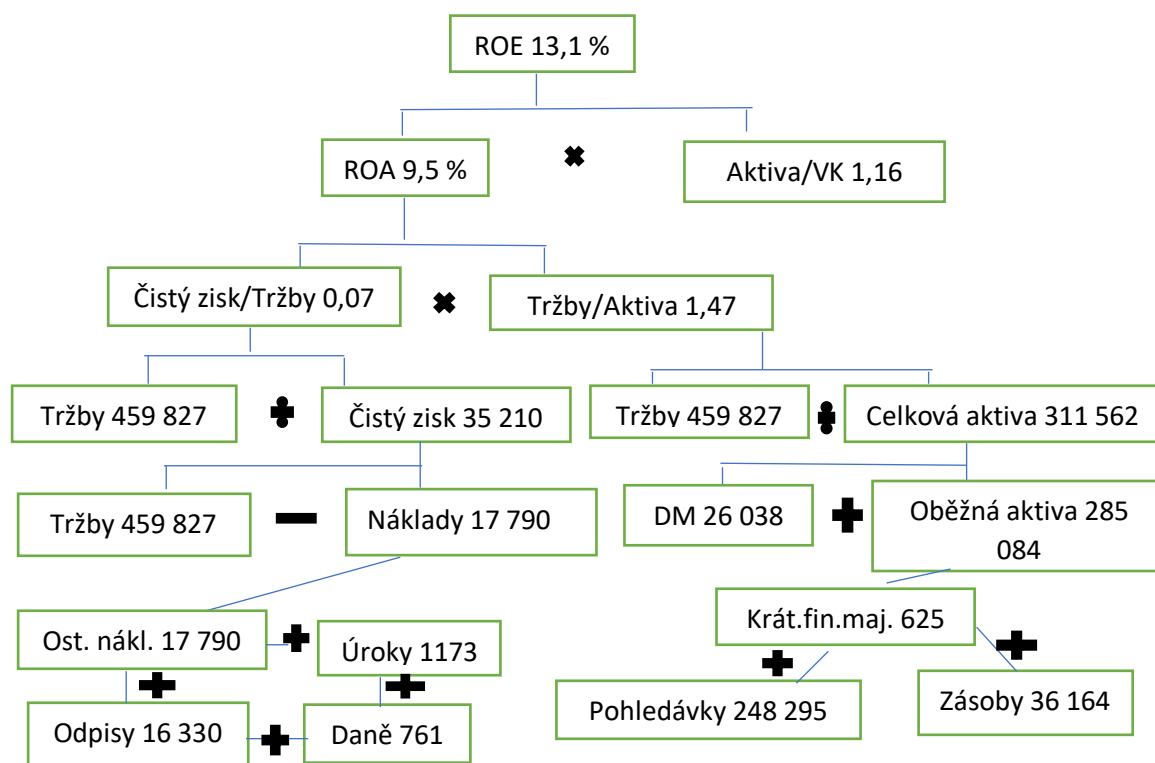 ROE 13,1 %
ROA 9,5 %
Aktiva/VK 1,16
Čistý zisk/Tržby 0,07
Tržby/Aktiva 1,47
Tržby 459 827
Čistý zisk 35 210
Tržby 459 827
Celková aktiva 311 562
Tržby 459 827
Náklady 17 790
DM 26 038
Oběžná aktiva 285
084
Ost. nákl. 17 790
Úroky 1173
Krát.fin.maj. 625
Odpisy 16 330
Daně 761
Pohledávky 248 295
Zásoby 36 164